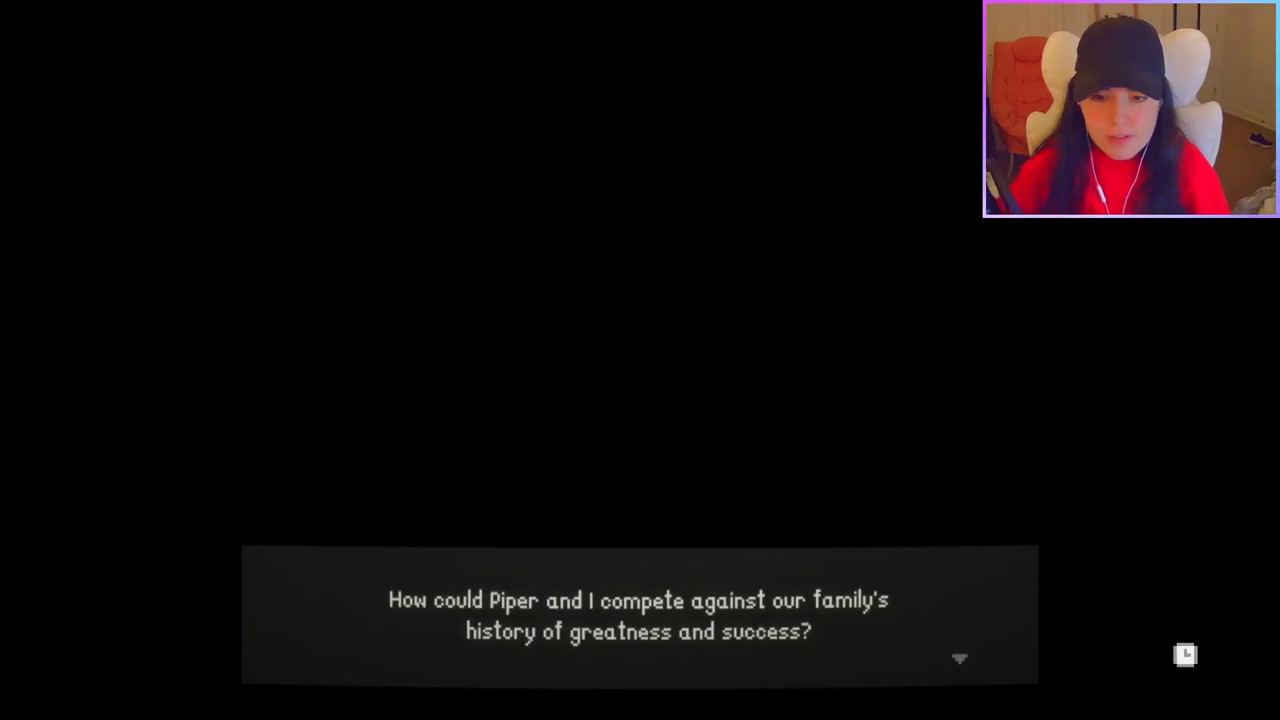 How could Piper and I compete against our family's
history of greatness and success?